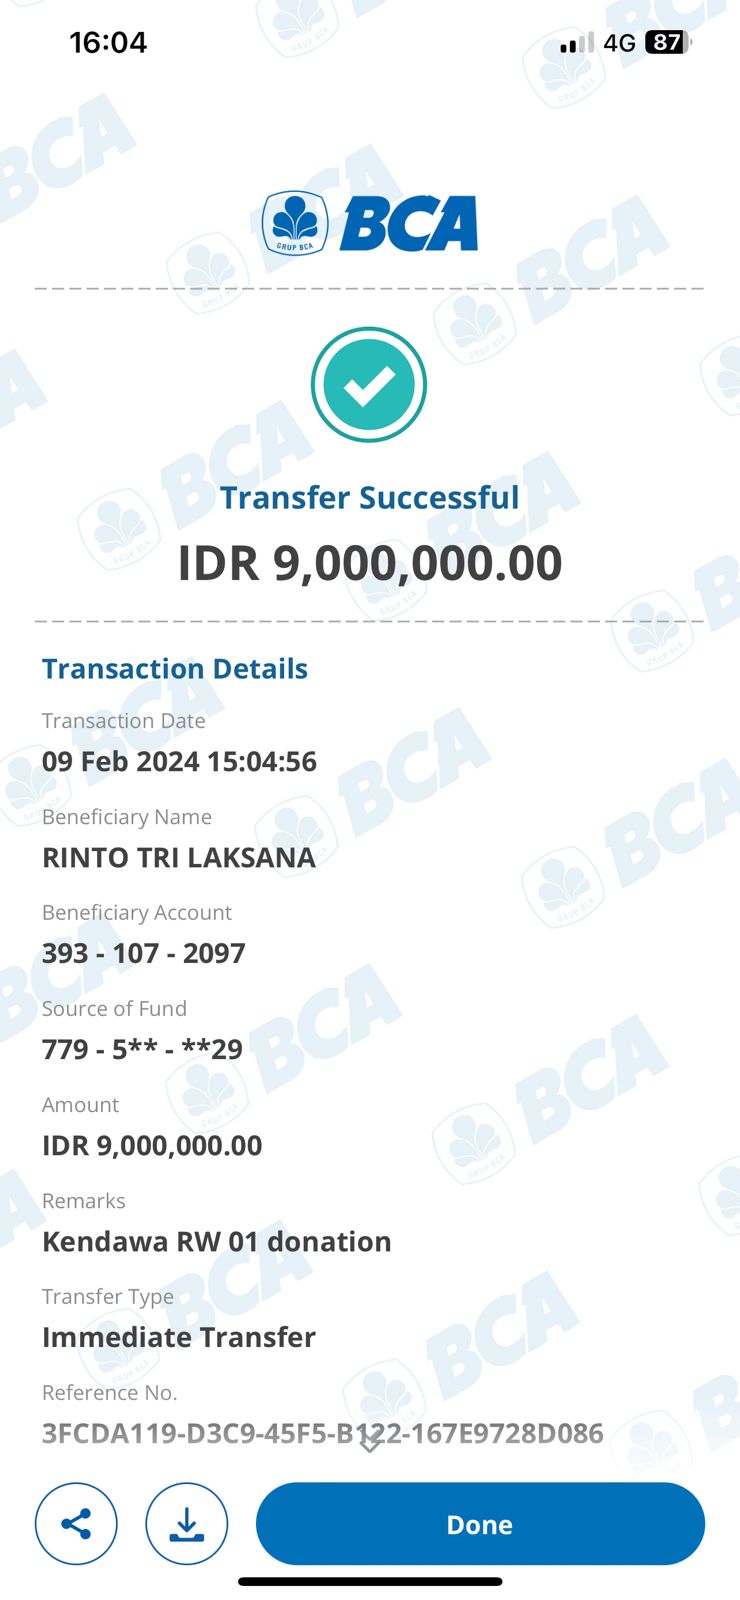 16:04
4G 87
GRUP BCA
BCA
Transfer Successful
IDR 9,000,000.00
Transaction Details
Transaction Date
09 Feb 2024 15:04:56
Beneficiary Name
RINTO TRI LAKSANA
Beneficiary Account
393 - 107 - 2097
Source of Fund
779 - 5** - **29
Amount
IDR 9,000,000.00
Remarks
Kendawa RW 01 donation
Transfer Type
Immediate Transfer
Reference No.
3FCDA119-D3C9-45F5-B122-167E9728D086
Done